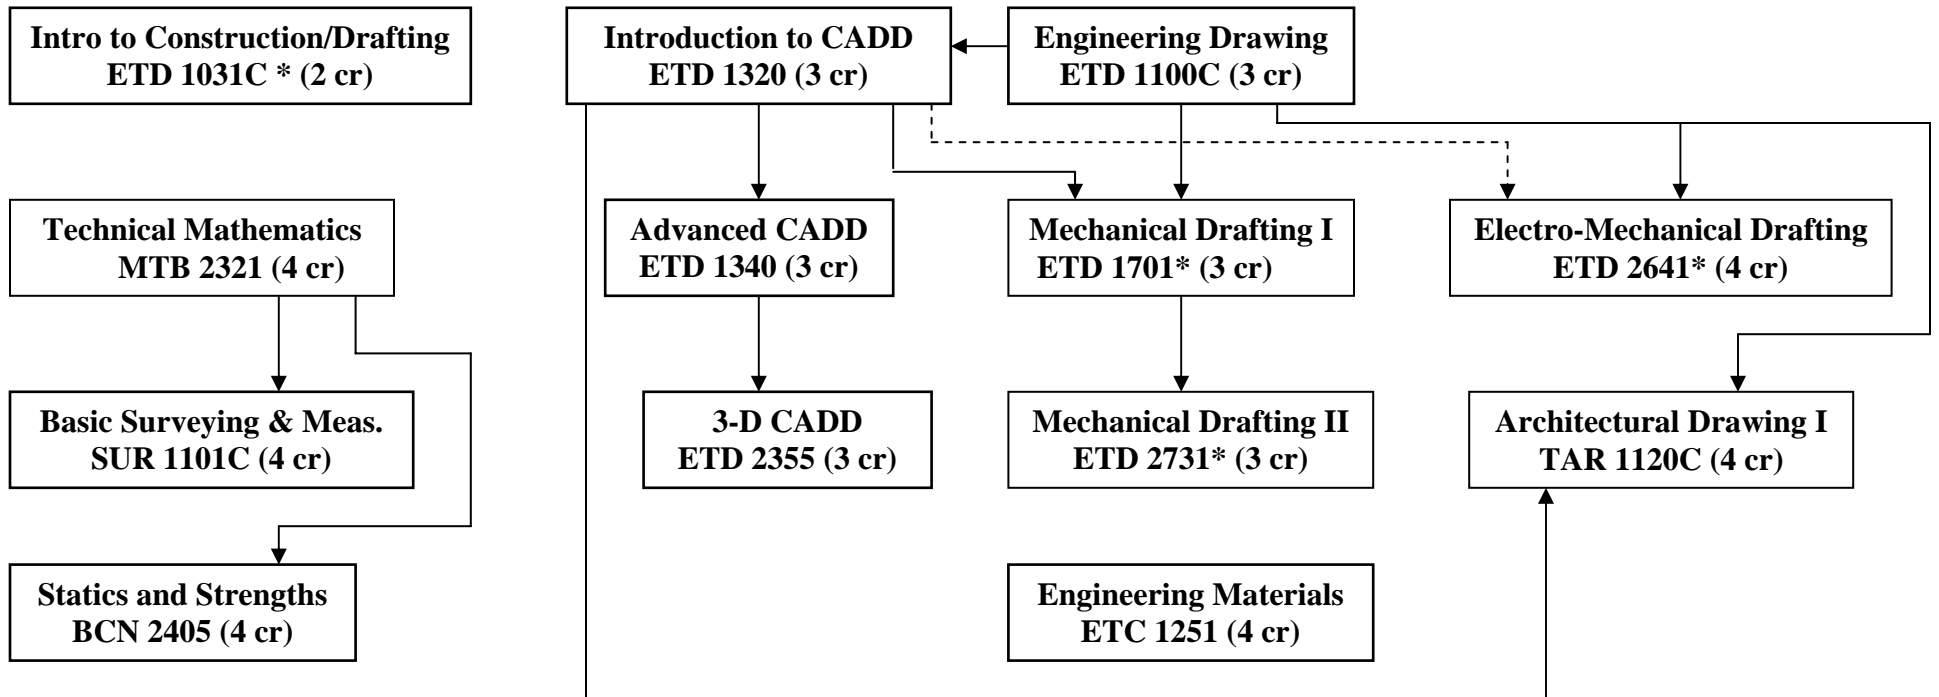 Intro to Construction/Drafting
ETD 1031C * (2 cr)
Introduction to CADD
ETD 1320 (3 cr)
Engineering Drawing
ETD 1100C (3 cr)
Technical Mathematics
MTB 2321 (4 cr)
Advanced CADD
ETD 1340 (3 cr)
Mechanical Drafting I
ETD 1701* (3 cr)
Electro-Mechanical Drafting
ETD 2641* (4 cr)
Basic Surveying & Meas.
SUR 1101C (4 cr)
3-D CADD
ETD 2355 (3 cr)
Mechanical Drafting II
ETD 2731* (3 cr)
Architectural Drawing I
TAR 1120C (4 cr)
Statics and Strengths
BCN 2405 (4 cr)
Engineering Materials
ETC 1251 (4 cr)